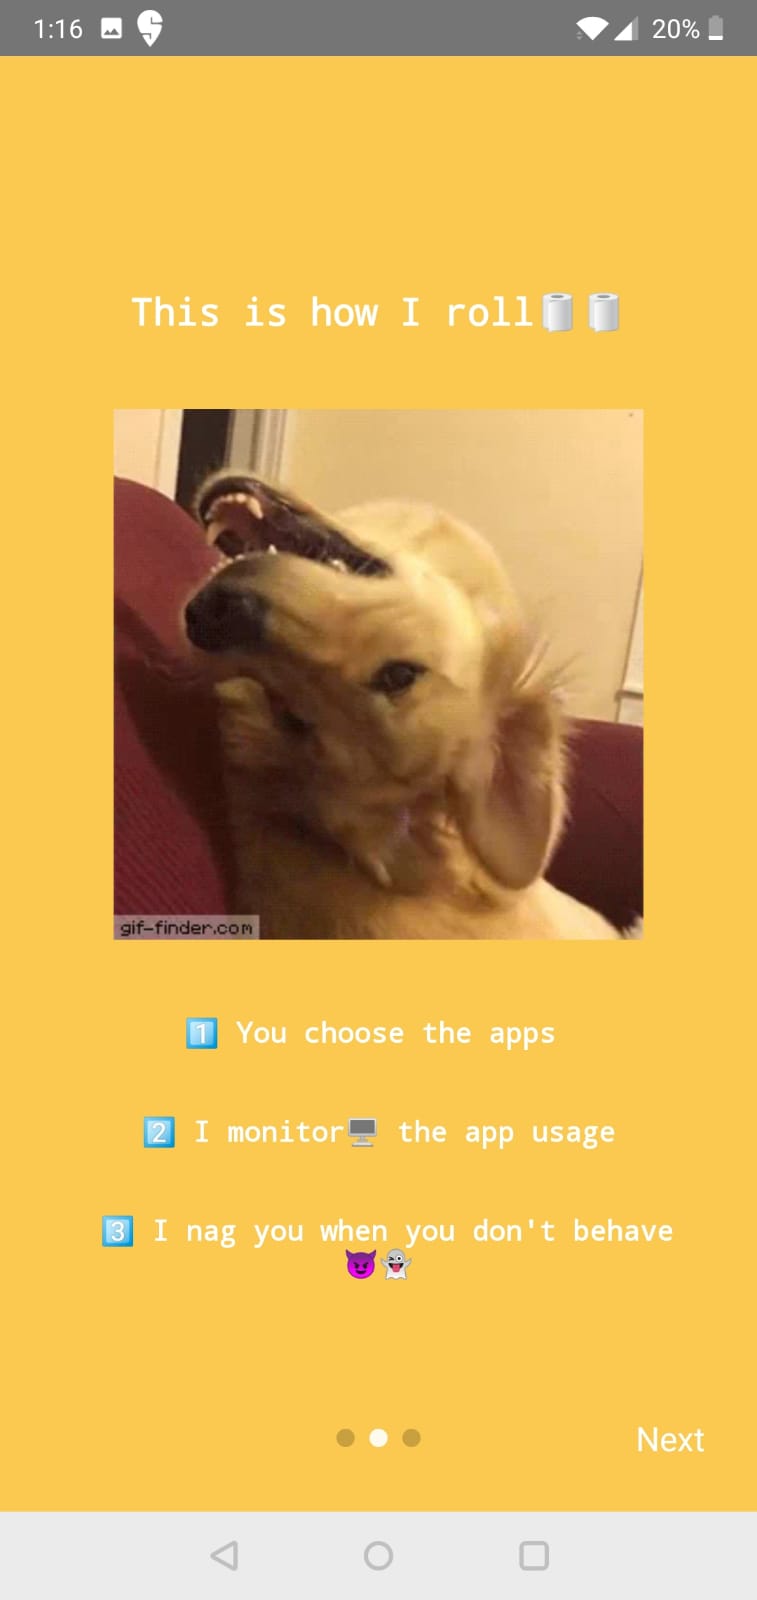 1:16 20%
This is how I roll🧻🧻
gif-finder.com
1️⃣ You choose the apps
2️⃣ I monitor🖥️ the app usage
3️⃣ I nag you when you don't behave
😈👻
Next